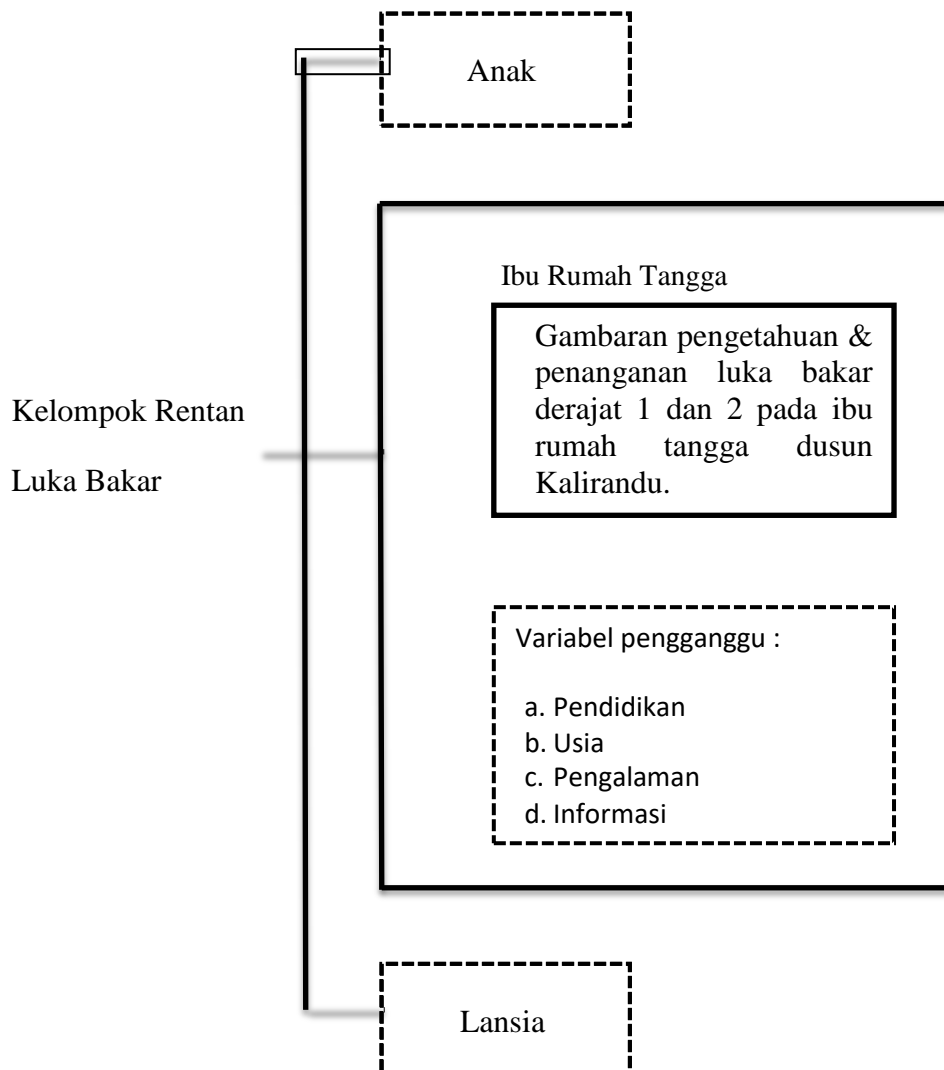 Anak
Ibu Rumah Tangga
Gambaran pengetahuan &
penanganan luka bakar
derajat 1 dan 2 pada ibu
rumah tangga dusun
Kalirandu.
Kelompok Rentan
Luka Bakar
Variabel pengganggu :
a. Pendidikan
b. Usia
c. Pengalaman
d. Informasi
Lansia